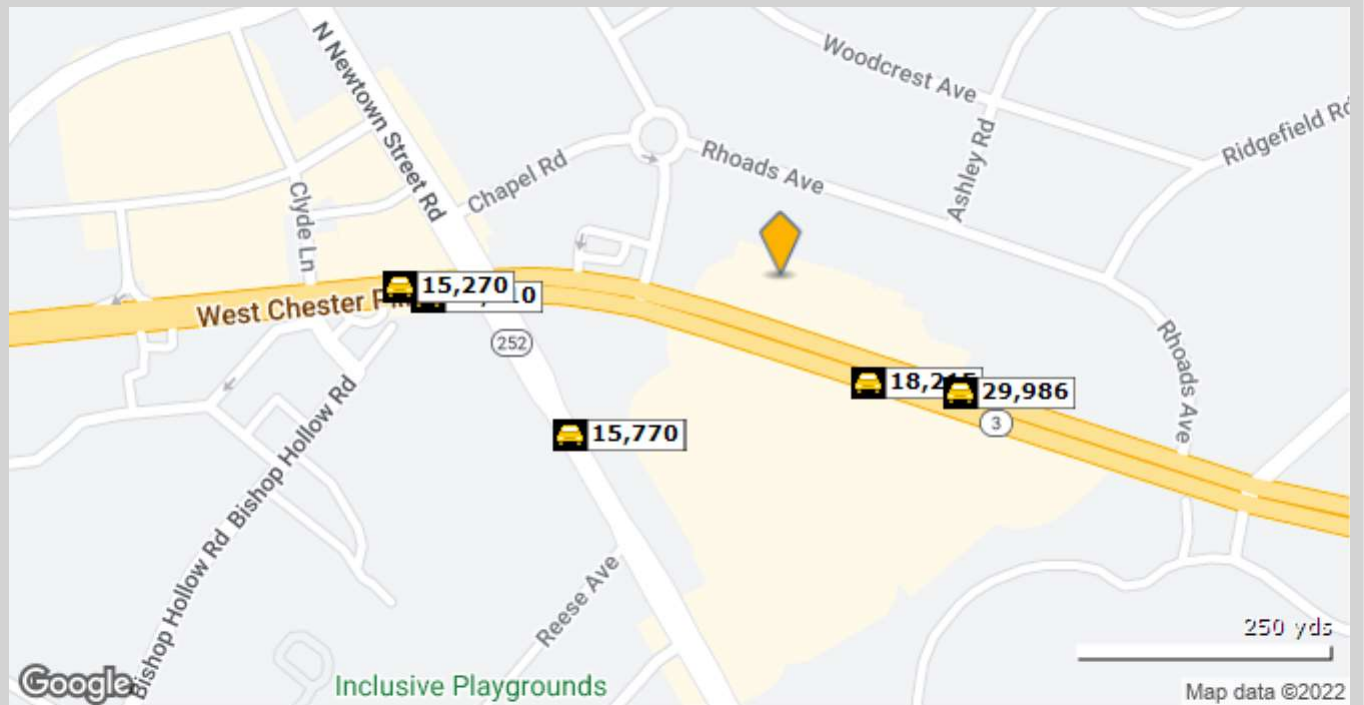 N Newtown Street Rd
Woodcrest Ave
Ridgefield Rd
Rhoads Ave
Ashley Rd
Chapel Rd
Clyde Ln
15,270
West Chester
252
18,215
29,986
3
Rhoads Ave
15,770
Bishop Hollow Rd
Bishop Hollow Rd
Reese Ave
250 yds
Inclusive Playgrounds
Google
Map data ©2022